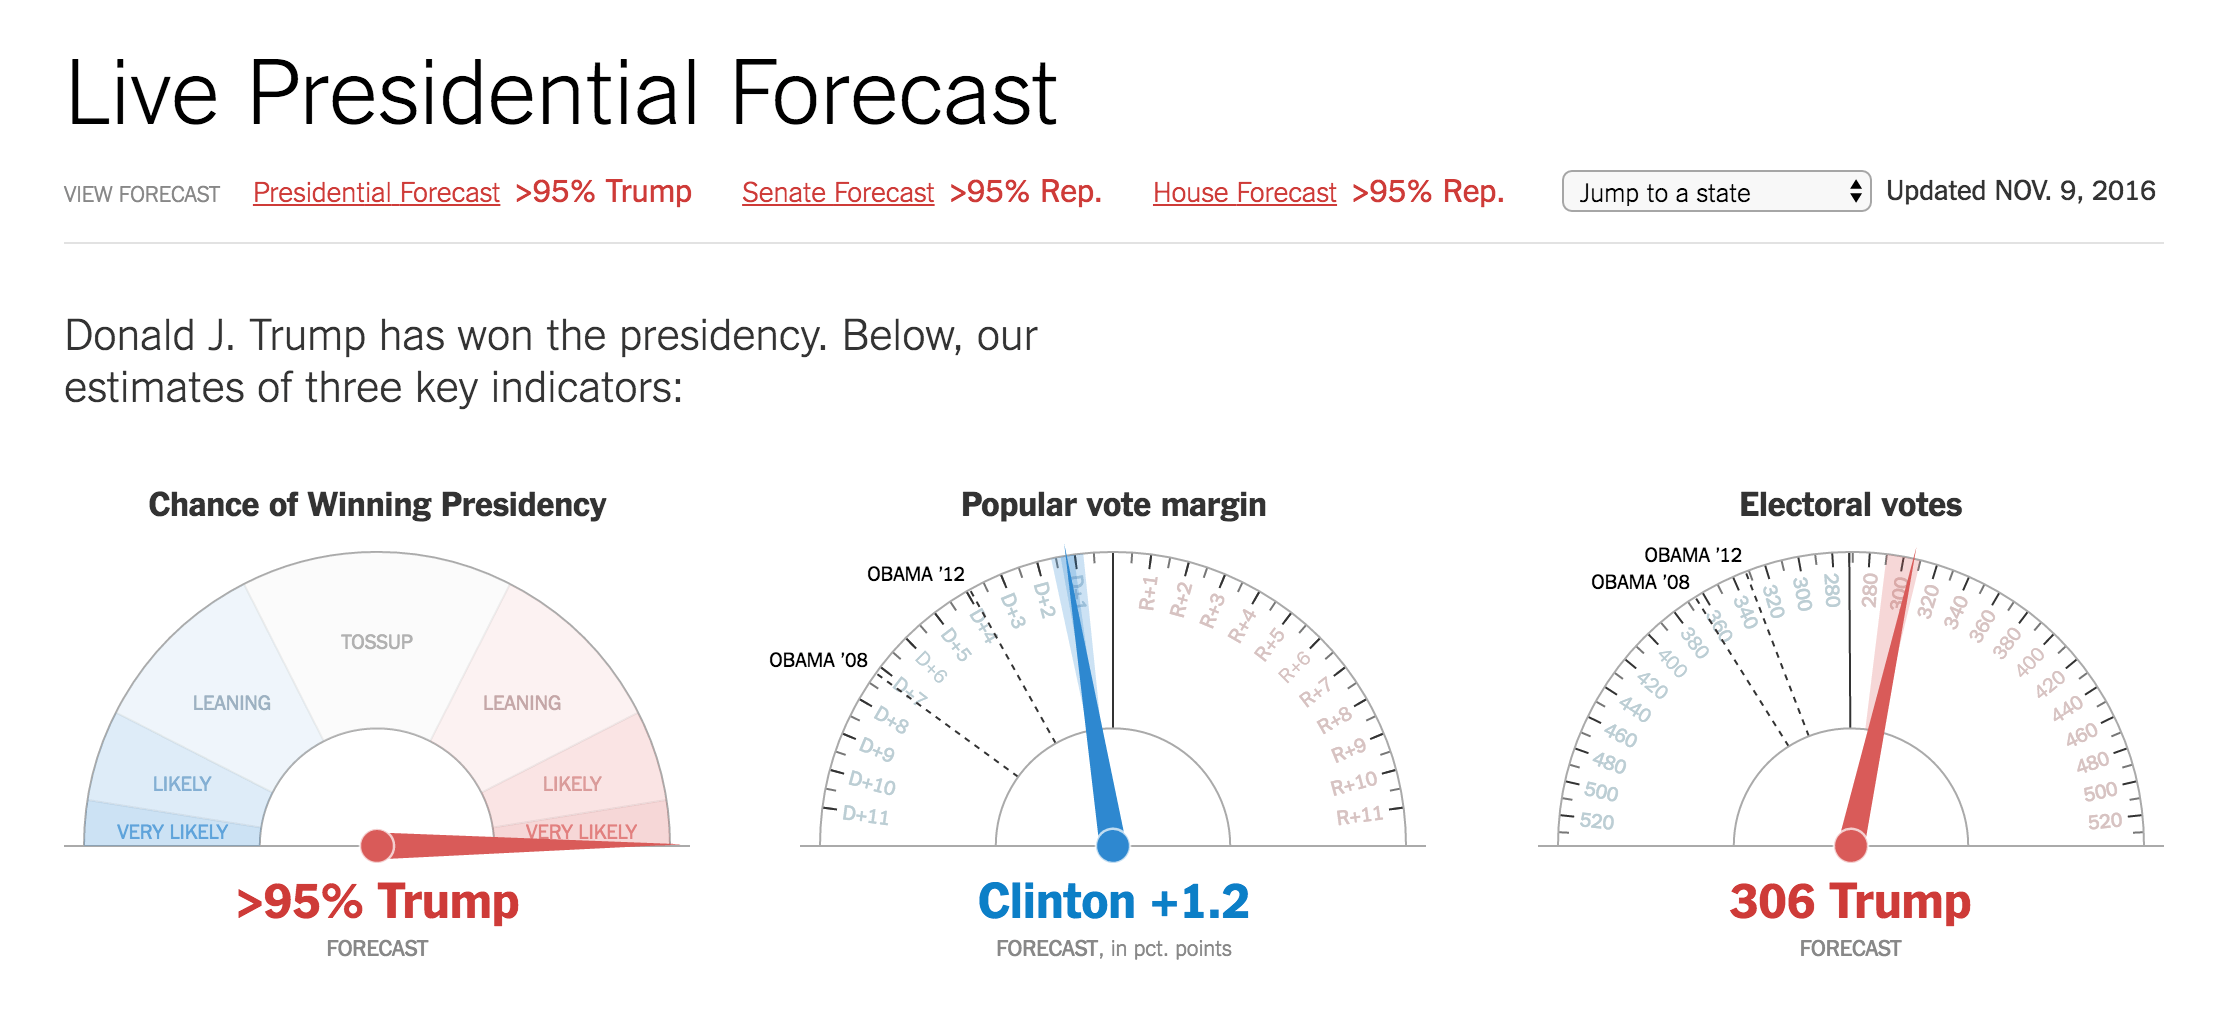 Live Presidential Forecast
VIEW FORECAST Presidential Forecast >95% Trump Senate Forecast >95% Rep. House Forecast >95% Rep. Jump to a state Updated NOV. 9, 2016
Donald J. Trump has won the presidency. Below, our
estimates of three key indicators:
Chance of Winning Presidency
TOSSUP
LEANING
LEANING
LIKELY
LIKELY
VERY LIKELY
VERY LIKELY
>95% Trump
FORECAST
Popular vote margin
OBAMA '12
OBAMA '08
D+11
D+10
D+9
D+8
D+7
D+6
D+5
D+4
D+3
D+2
D+1
R+1
R+2
R+3
R+4
R+5
R+6
R+7
R+8
R+9
R+10
R+11
Clinton +1.2
FORECAST, in pct. points
Electoral votes
OBAMA '12
OBAMA '08
520
500
480
460
440
420
400
380
360
340
320
300
280
280
300
320
340
360
380
400
420
440
460
480
500
520
306 Trump
FORECAST